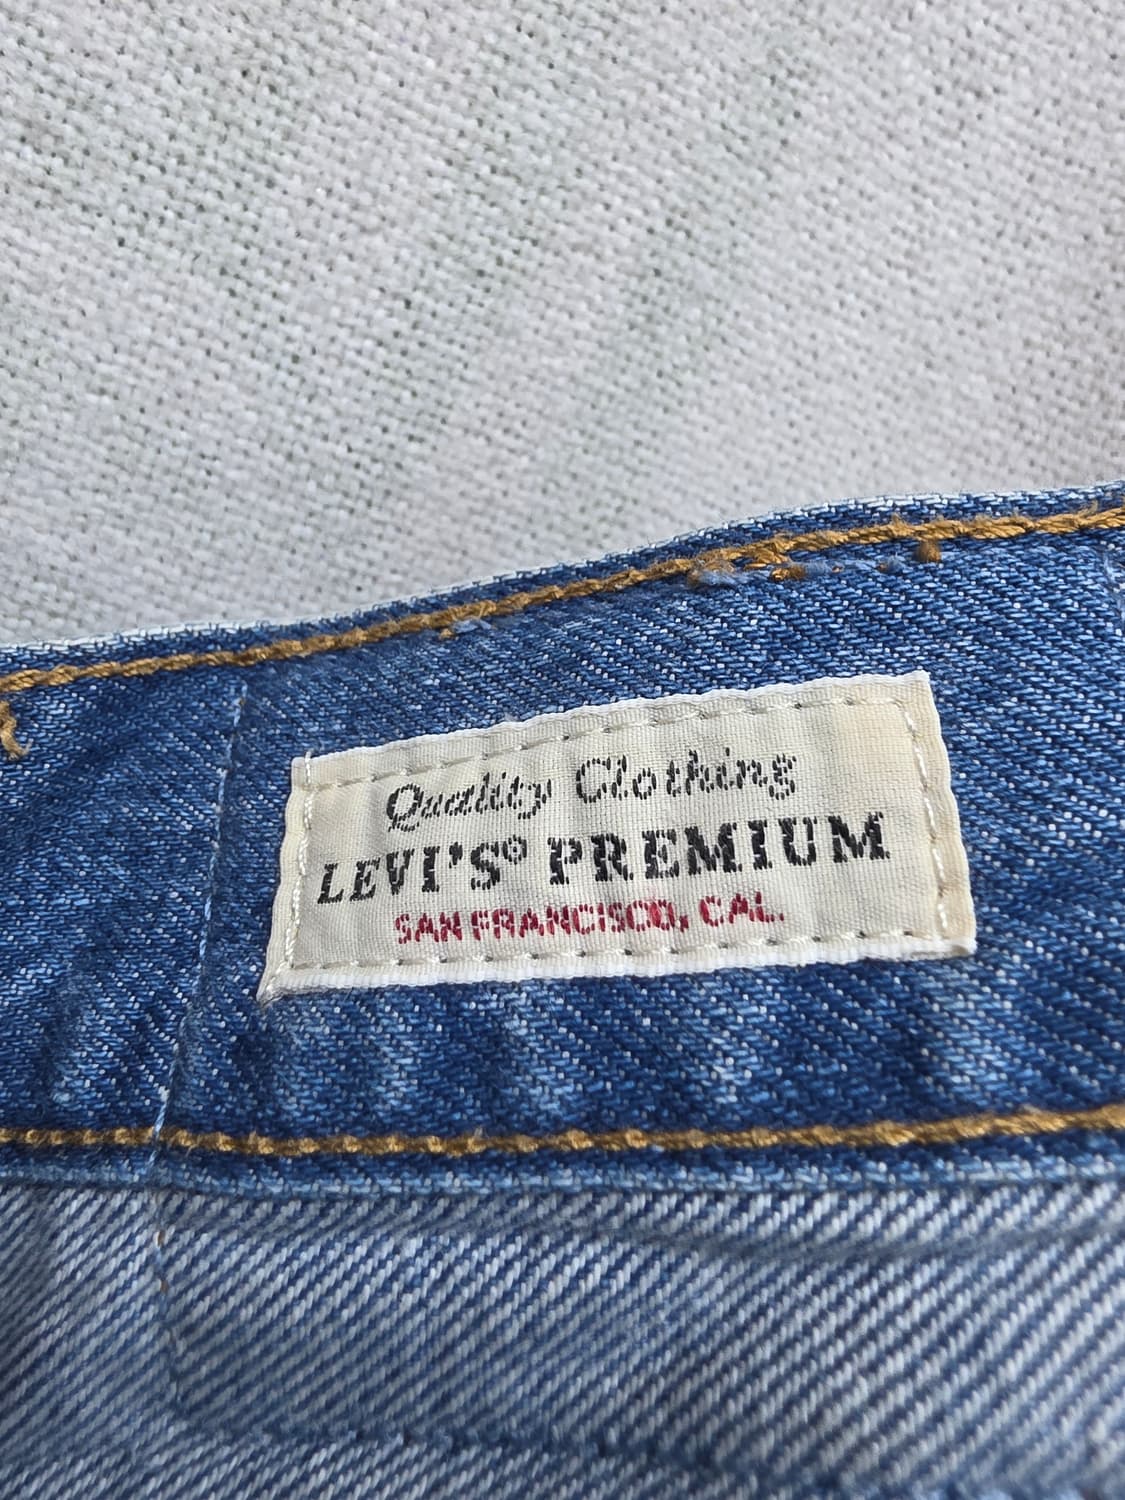 Quality Clothing
LEVI'S® PREMIUM
SAN FRANCISCO, CAL.